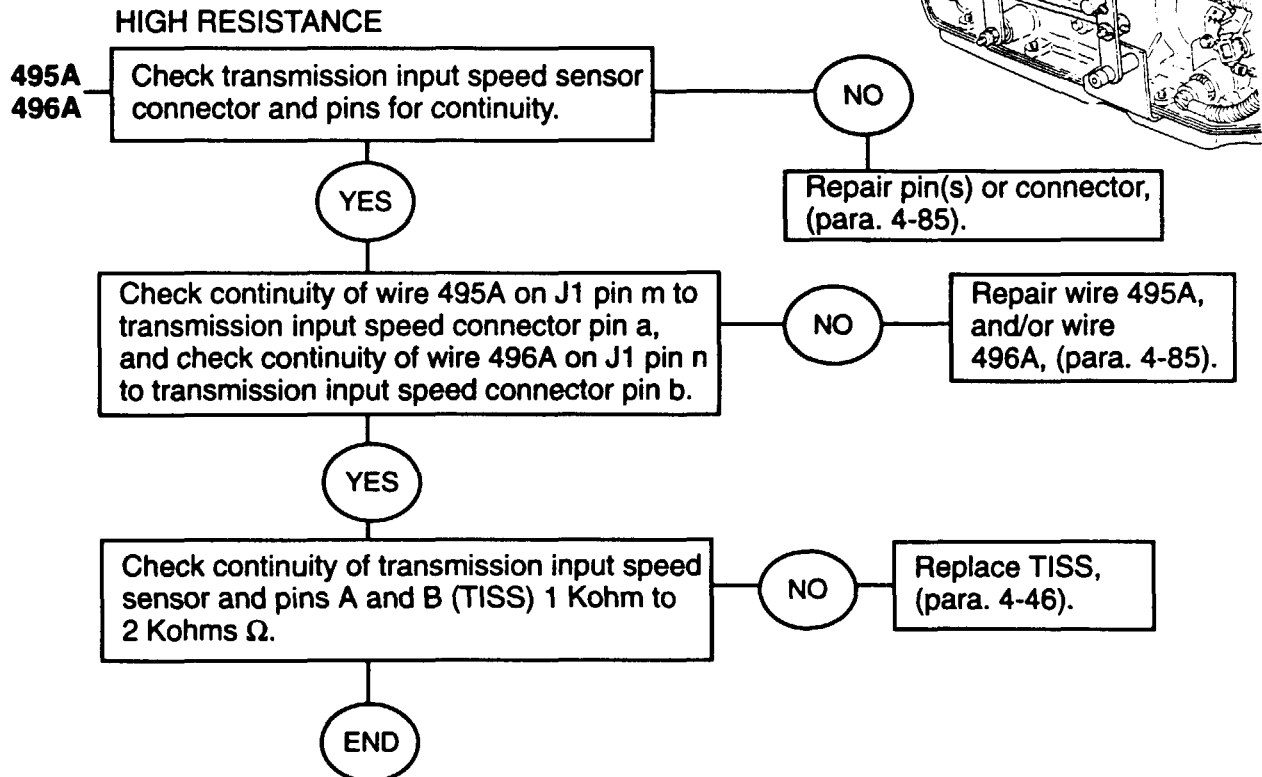 HIGH RESISTANCE
495A
496A
Check transmission input speed sensor
connector and pins for continuity.
NO
Repair pin(s) or connector,
(para. 4-85).
YES
Check continuity of wire 495A on J1 pin m to
transmission input speed connector pin a,
and check continuity of wire 496A on J1 pin n
to transmission input speed connector pin b.
NO
Repair wire 495A,
and/or wire
496A, (para. 4-85).
YES
Check continuity of transmission input speed
sensor and pins A and B (TISS) 1 Kohm to
2 Kohms Ω.
NO
Replace TISS,
(para. 4-46).
END